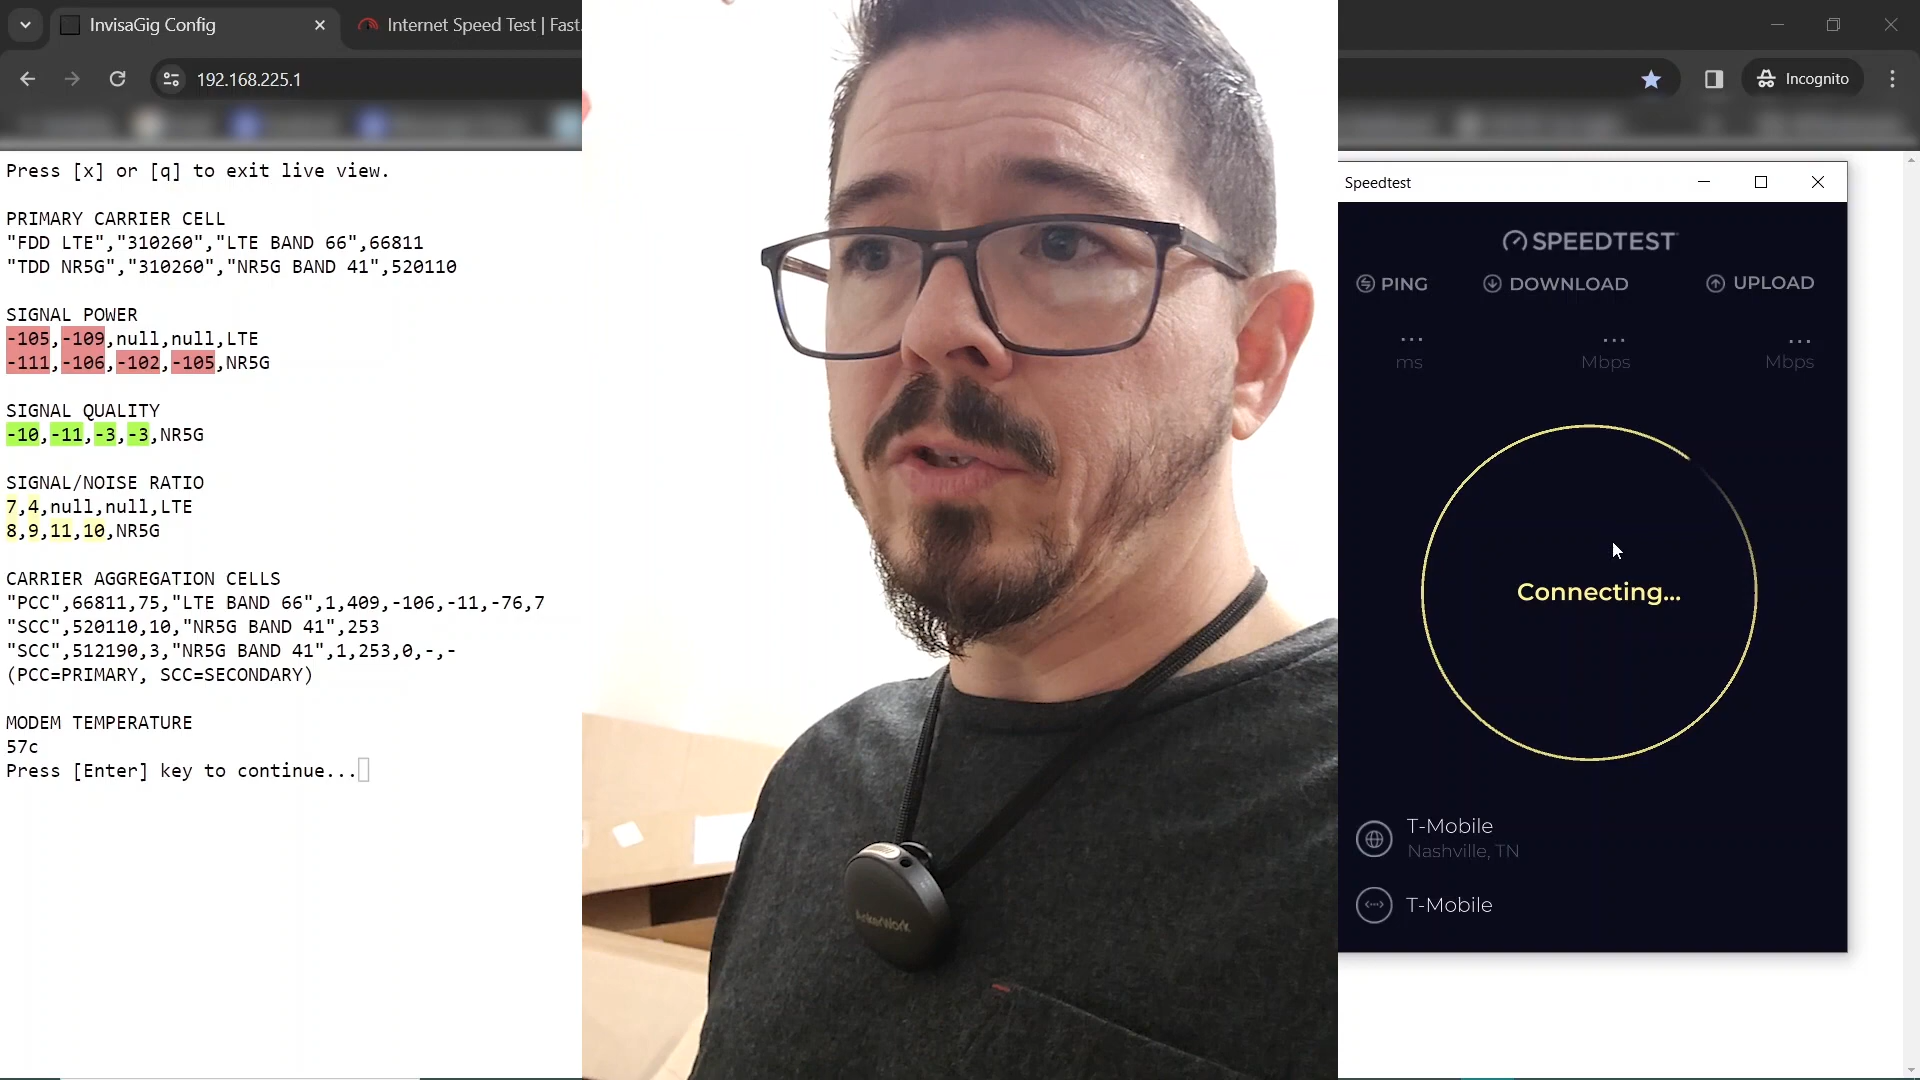 InvisaGig Config
Internet Speed Test | Fast.
192.168.225.1
Incognito
Press [x] or [q] to exit live view.
PRIMARY CARRIER CELL
"FDD LTE","310260","LTE BAND 66",66811
"TDD NR5G","310260","NR5G BAND 41",520110
SIGNAL POWER
-105,-109,null,null,LTE
-111,-106,-102,-105,NR5G
SIGNAL QUALITY
-10,-11,-3,-3,NR5G
SIGNAL/NOISE RATIO
7,4,null,null,LTE
8,9,11,10,NR5G
CARRIER AGGREGATION CELLS
"PCC",66811,75,"LTE BAND 66",1,409,-106,-11,-76,7
"SCC",520110,10,"NR5G BAND 41",253
"SCC",512190,3,"NR5G BAND 41",1,253,0,-,-
(PCC=PRIMARY, SCC=SECONDARY)
MODEM TEMPERATURE
57c
Press [Enter] key to continue...
AnkerWork
Speedtest
SPEEDTEST
PING DOWNLOAD UPLOAD
... ... ...
ms Mbps Mbps
Connecting...
T-Mobile
Nashville, TN
T-Mobile